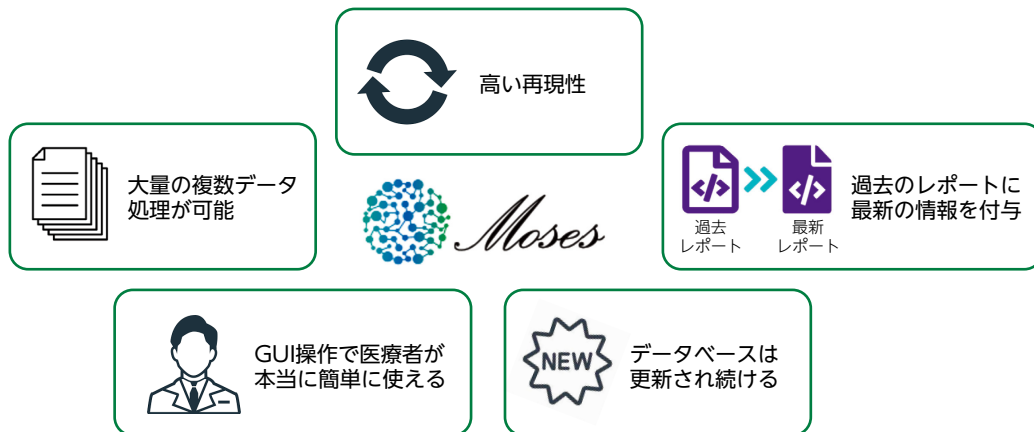 高い再現性
大量の複数データ
処理が可能
</>
</>
過去
レポート
最新
レポート
過去のレポートに
最新の情報を付与
Moses
GUI操作で医療者が
本当に簡単に使える
NEW
データベースは
更新され続ける